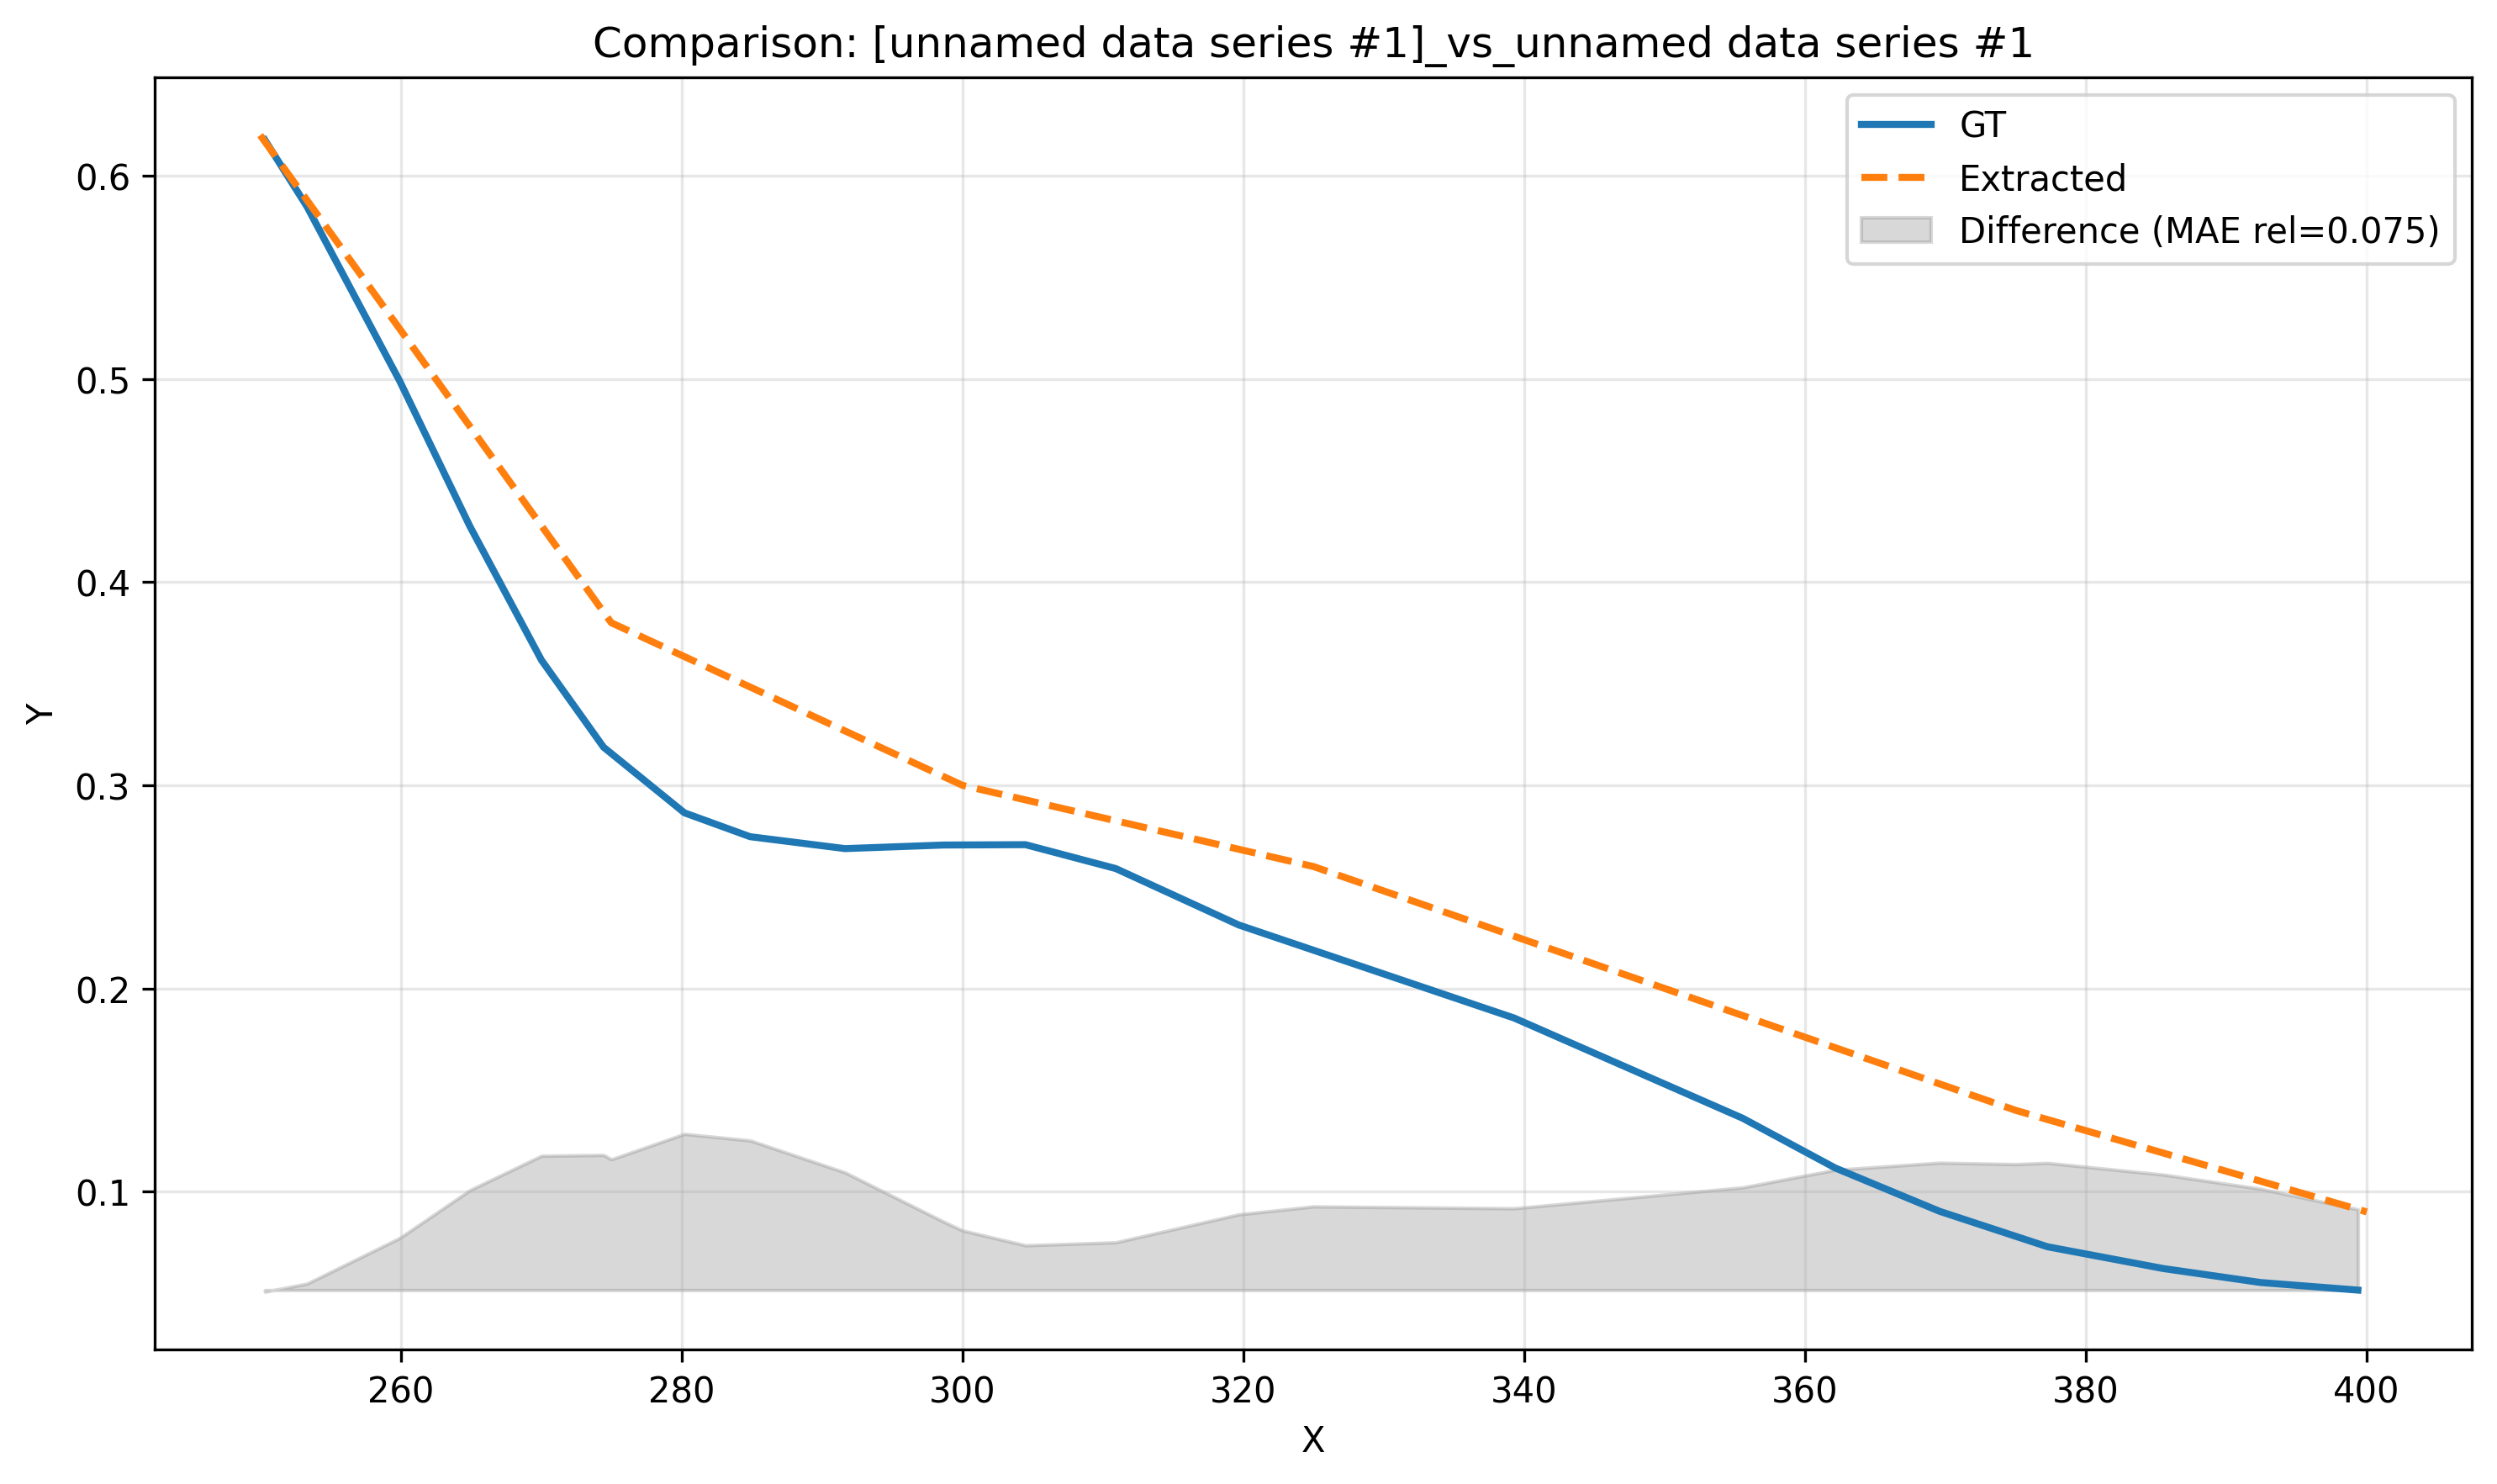 Comparison: [unnamed data series #1]_vs_unnamed data series #1
GT
Extracted
Difference (MAE rel=0.075)
0.6
0.5
0.4
0.3
0.2
0.1
Y
260 280 300 320 340 360 380 400
X